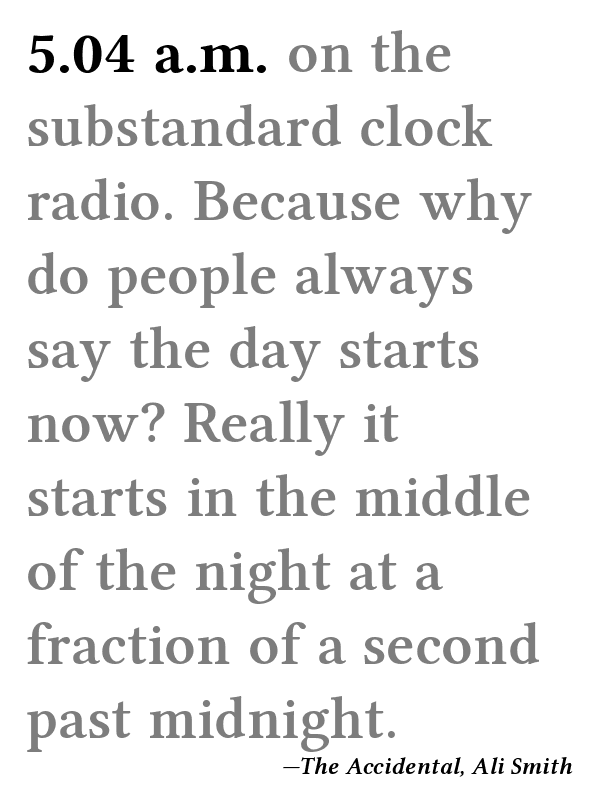 5.04 a.m. on the
substandard clock
radio. Because why
do people always
say the day starts
now? Really it
starts in the middle
of the night at a
fraction of a second
past midnight.
—The Accidental, Ali Smith